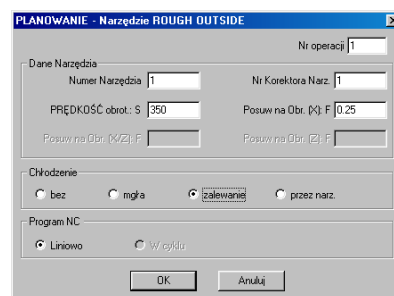 PLANOWANIE - Narzędzie ROUGH OUTSIDE
Nr operacji 1
Dane Narzędzia
Numer Narzędzia 1 Nr Korektora Narz. 1
PRĘDKOŚĆ obrot.: S 350 Posuw na Obr. (X): F 0.25
Posuw na Obr. (X/Z): F Posuw na Obr. (Z): F
Chłodzenie
bez mgła zalewanie przez narz.
Program NC
Liniowo W cyklu
OK Anuluj